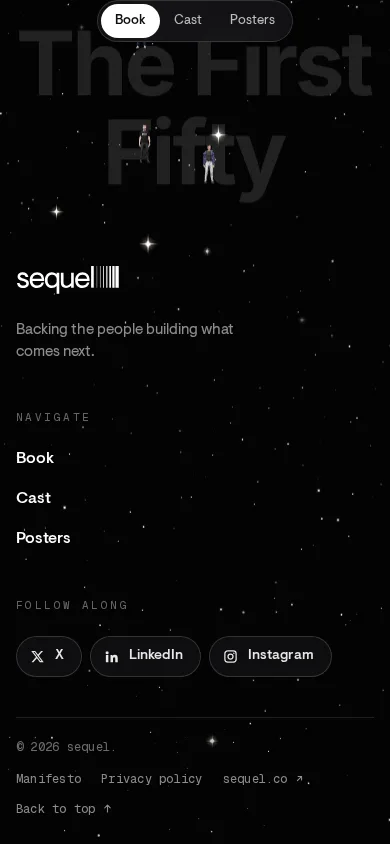 Book Cast Posters
The First
Fifty
sequel
Backing the people building what
comes next.
NAVIGATE
Book
Cast
Posters
FOLLOW ALONG
X LinkedIn Instagram
© 2026 sequel.
Manifesto Privacy policy sequel.co ↗
Back to top ↑